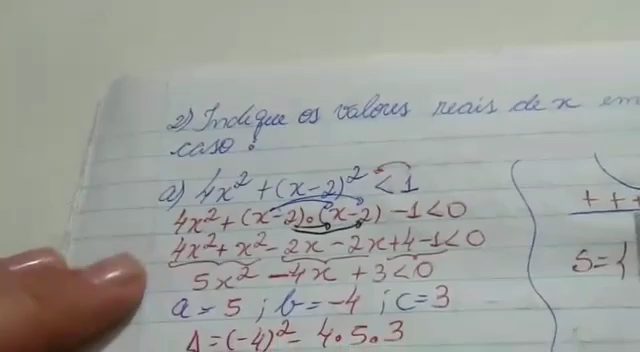 2) Indique os valores reais de x em
caso:
a) 4x² + (x-2)² < 1
4x² + (x-2).(x-2) - 1 < 0
4x² + x² - 2x - 2x + 4 - 1 < 0
5x² - 4x + 3 < 0
a = 5 ; b = -4 ; c = 3
Δ = (-4)² - 4.5.3
+ + +
S = {